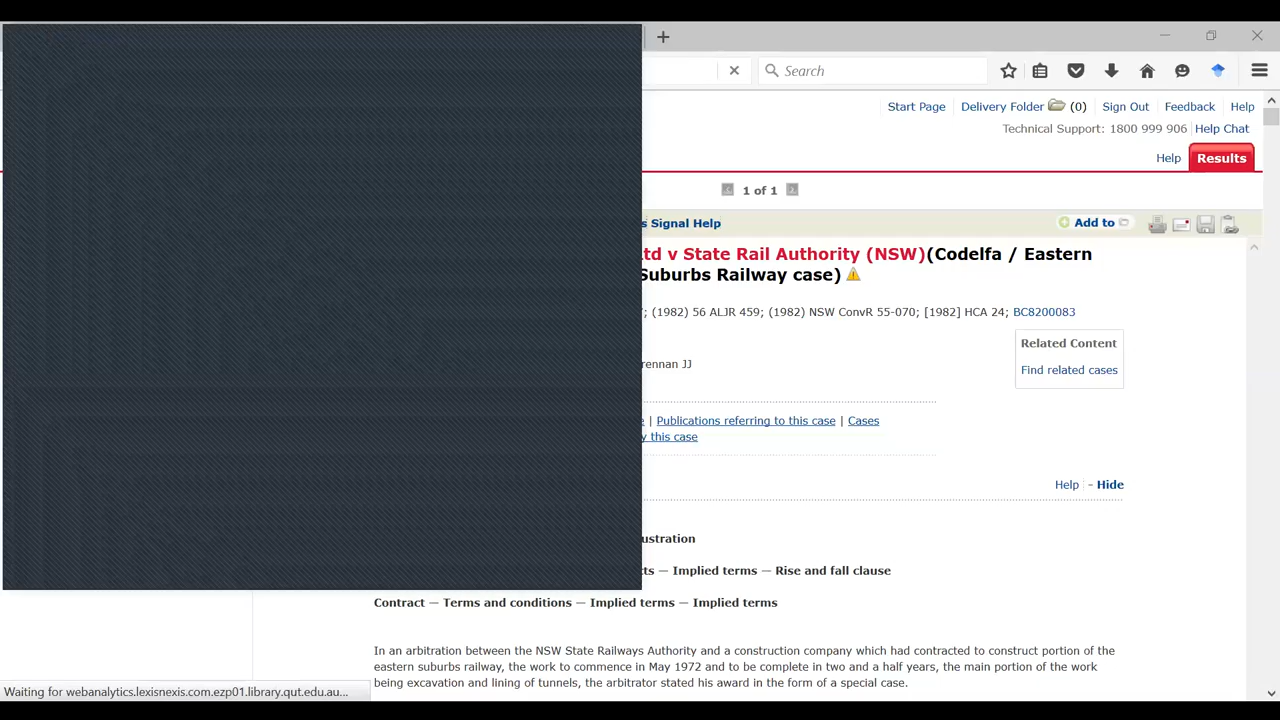 Search
Start Page Delivery Folder (0) Sign Out Feedback Help
Technical Support: 1800 999 906 Help Chat
Help Results
1 of 1
Signal Help Add to
v State Rail Authority (NSW)(Codelfa / Eastern
Suburbs Railway case)
; (1982) 56 ALJR 459; (1982) NSW ConvR 55-070; [1982] HCA 24; BC8200083
Related Content
JJ
Find related cases
| Publications referring to this case | Cases
this case
Help - Hide
— Implied terms — Rise and fall clause
Contract — Terms and conditions — Implied terms — Implied terms
In an arbitration between the NSW State Railways Authority and a construction company which had contracted to construct portion of the
eastern suburbs railway, the work to commence in May 1972 and to be complete in two and a half years, the main portion of the work
being excavation and lining of tunnels, the arbitrator stated his award in the form of a special case.
Waiting for webanalytics.lexisnexis.com.ezp01.library.qut.edu.au...